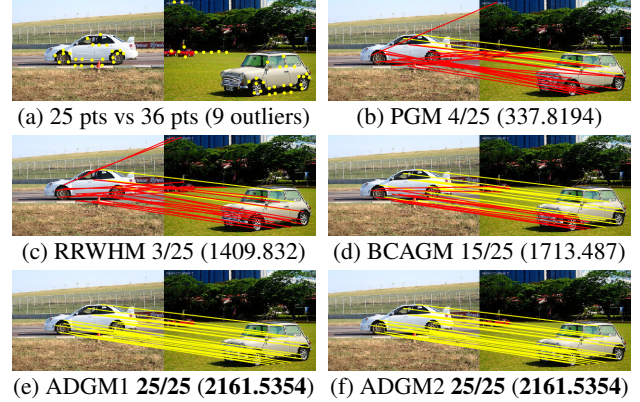 (a) 25 pts vs 36 pts (9 outliers)
(b) PGM 4/25 (337.8194)
(c) RRWHM 3/25 (1409.832)
(d) BCAGM 15/25 (1713.487)
(e) ADGM1 25/25 (2161.5354)
(f) ADGM2 25/25 (2161.5354)